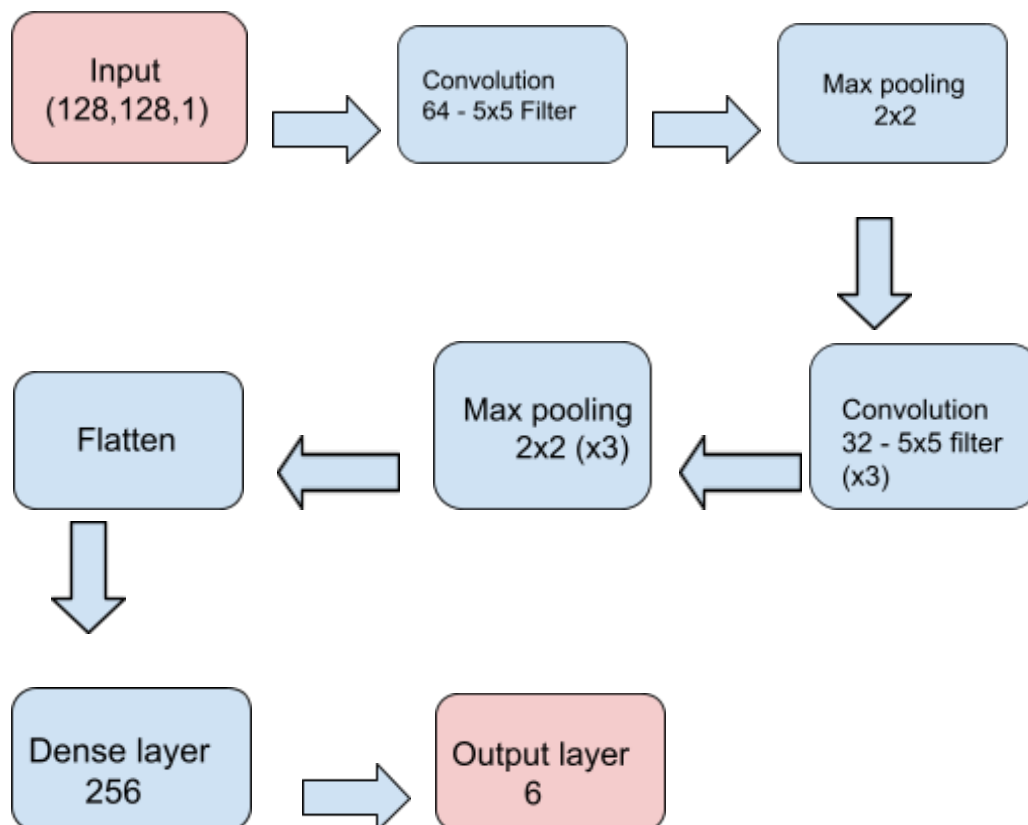 Input
(128,128,1)
Convolution
64 - 5x5 Filter
Max pooling
2x2
Convolution
32 - 5x5 filter
(x3)
Max pooling
2x2 (x3)
Flatten
Dense layer
256
Output layer
6